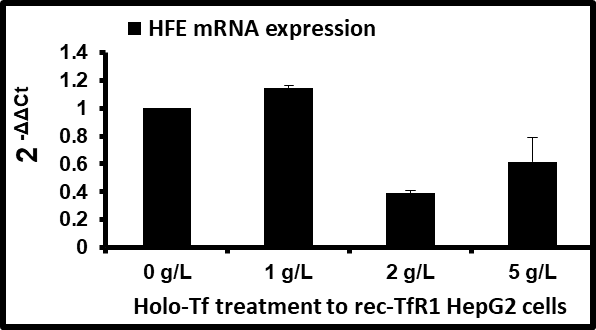 HFE mRNA expression
2 -ΔΔCt
1.4
1.2
1
0.8
0.6
0.4
0.2
0
0 g/L 1 g/L 2 g/L 5 g/L
Holo-Tf treatment to rec-TfR1 HepG2 cells